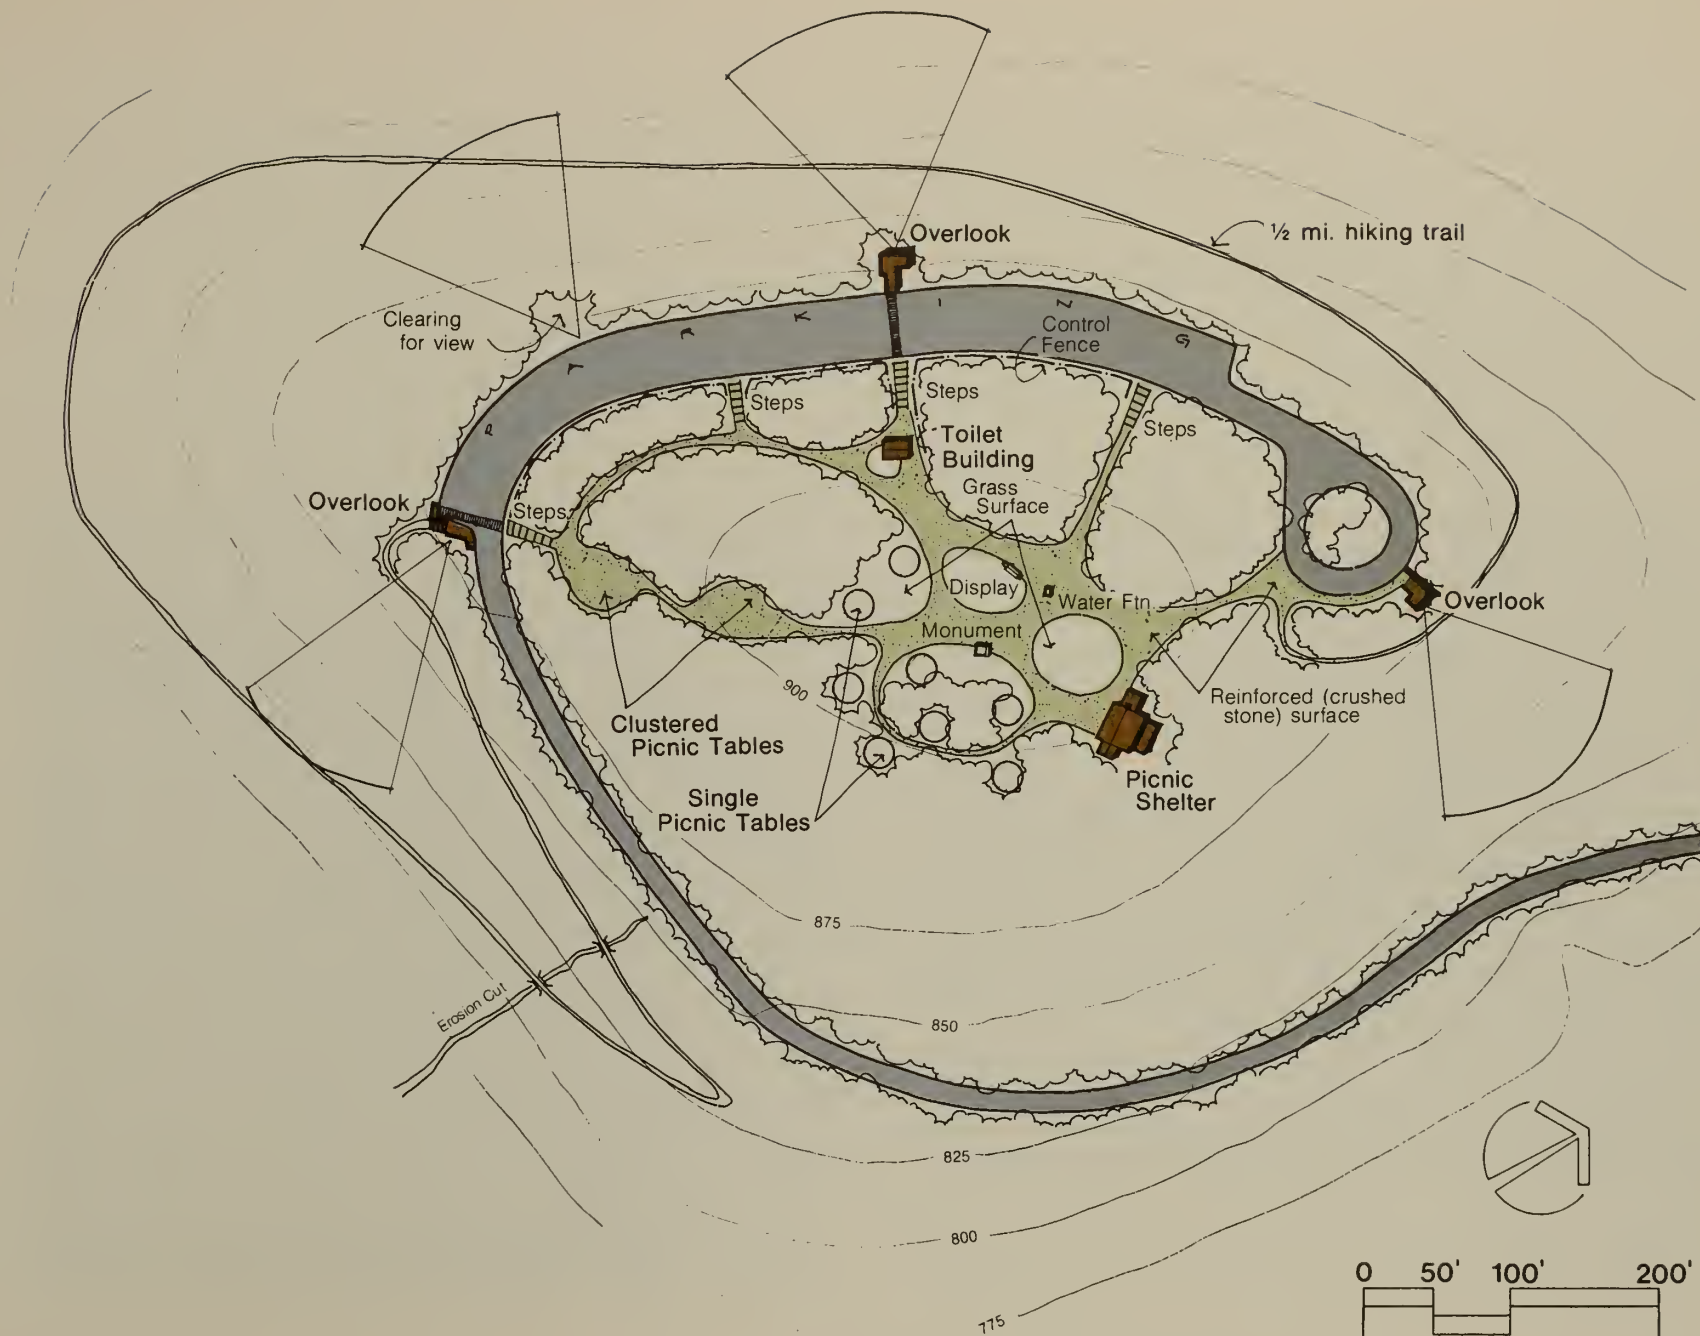 Overlook
½ mi. hiking trail
Clearing
for view
P A R K I N G
Control
Fence
Steps
Steps
Steps
Toilet
Building
Grass
Surface
Overlook
Steps
Display
Water Ftn.
Overlook
Monument
900
Reinforced (crushed
stone) surface
Clustered
Picnic Tables
Picnic
Shelter
Single
Picnic Tables
875
Erosion Cut
850
825
800
775
0 50' 100' 200'